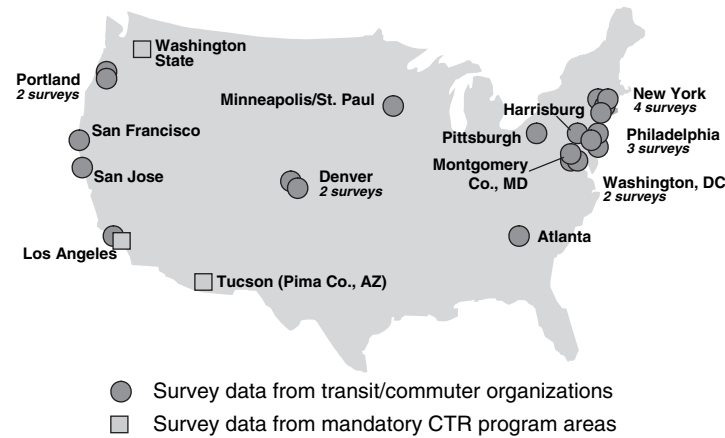 Washington
State
Portland
2 surveys
Minneapolis/St. Paul
New York
4 surveys
Harrisburg
San Francisco
Pittsburgh
Philadelphia
3 surveys
Montgomery
Co., MD
San Jose
Denver
2 surveys
Washington, DC
2 surveys
Los Angeles
Atlanta
Tucson (Pima Co., AZ)
Survey data from transit/commuter organizations
Survey data from mandatory CTR program areas